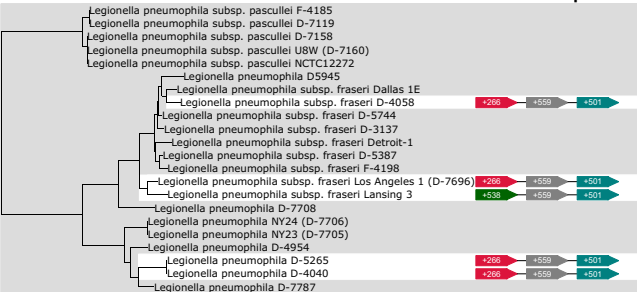 Legionella pneumophila subsp. pascullei F-4185
Legionella pneumophila subsp. pascullei D-7119
Legionella pneumophila subsp. pascullei D-7158
Legionella pneumophila subsp. pascullei U8W (D-7160)
Legionella pneumophila subsp. pascullei NCTC12272
Legionella pneumophila D5945
Legionella pneumophila subsp. fraseri Dallas 1E
Legionella pneumophila subsp. fraseri D-4058 +266 +559 +501
Legionella pneumophila subsp. fraseri D-5744
Legionella pneumophila subsp. fraseri D-3137
Legionella pneumophila subsp. fraseri Detroit-1
Legionella pneumophila subsp. fraseri D-5387
Legionella pneumophila subsp. fraseri F-4198
Legionella pneumophila subsp. fraseri Los Angeles 1 (D-7696) +266 +559 +501
Legionella pneumophila subsp. fraseri Lansing 3 +538 +559 +501
Legionella pneumophila D-7708
Legionella pneumophila NY24 (D-7706)
Legionella pneumophila NY23 (D-7705)
Legionella pneumophila D-4954
Legionella pneumophila D-5265 +266 +559 +501
Legionella pneumophila D-4040 +266 +559 +501
Legionella pneumophila D-7787